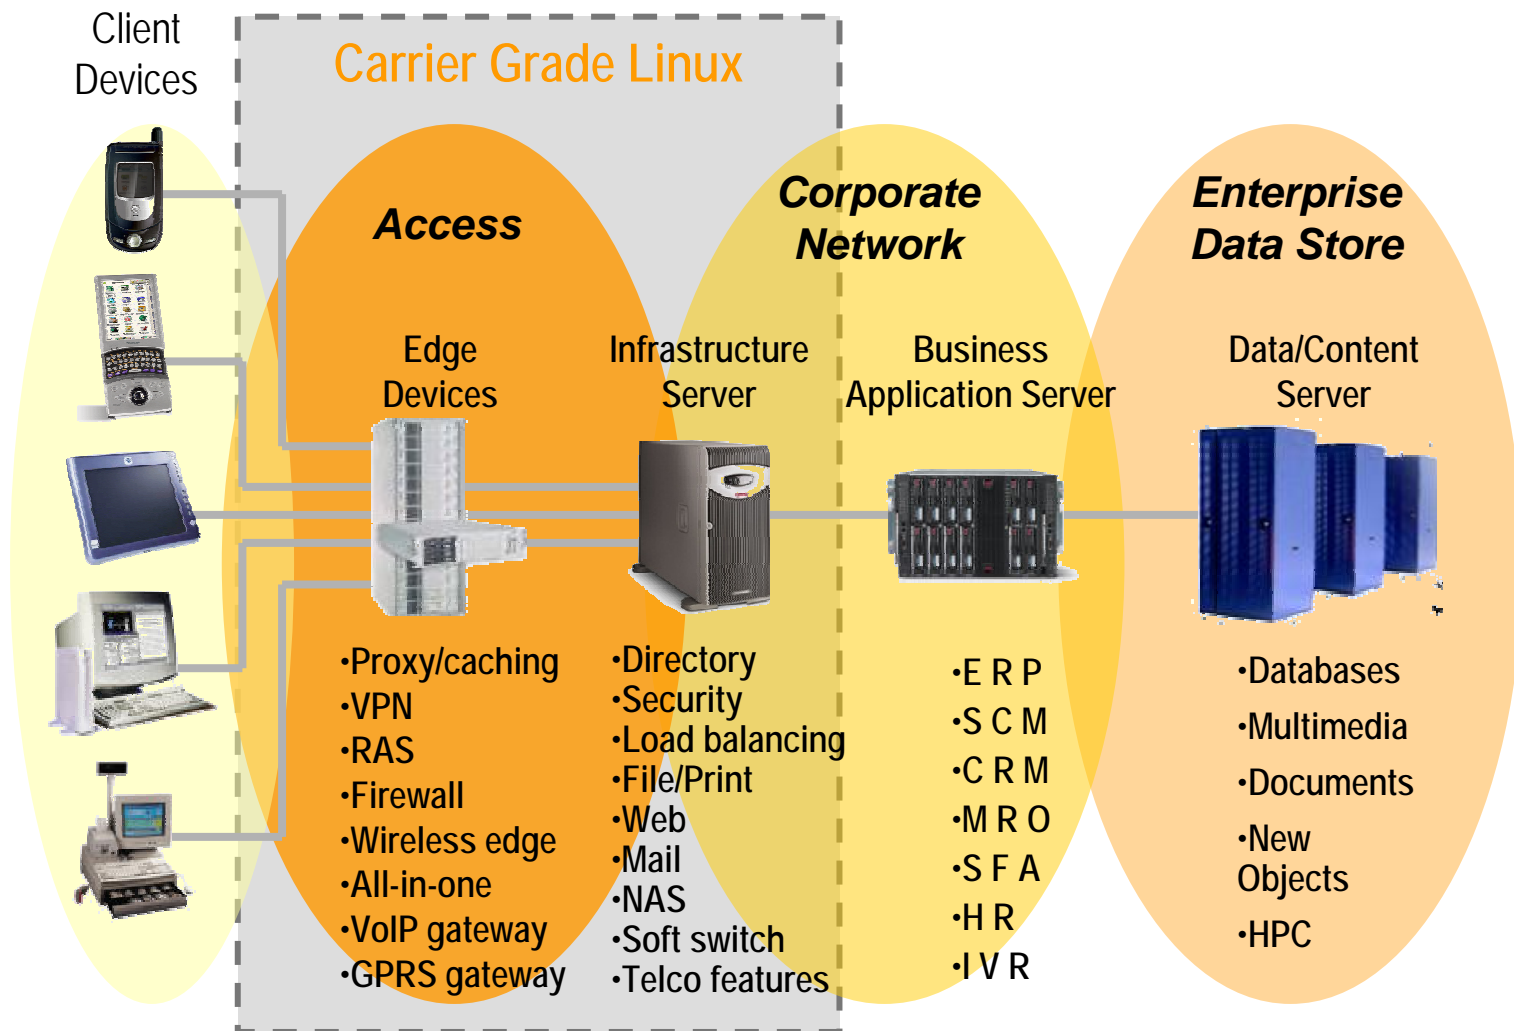 Client
Devices
Carrier Grade Linux
Access
Corporate
Network
Enterprise
Data Store
Edge
Devices
Infrastructure
Server
Business
Application Server
Data/Content
Server
•Proxy/caching
•VPN
•RAS
•Firewall
•Wireless edge
•All-in-one
•VoIP gateway
•GPRS gateway
•Directory
•Security
•Load balancing
•File/Print
•Web
•Mail
•NAS
•Soft switch
•Telco features
•E R P
•S C M
•C R M
•M R O
•S F A
•H R
•I V R
•Databases
•Multimedia
•Documents
•New
Objects
•HPC